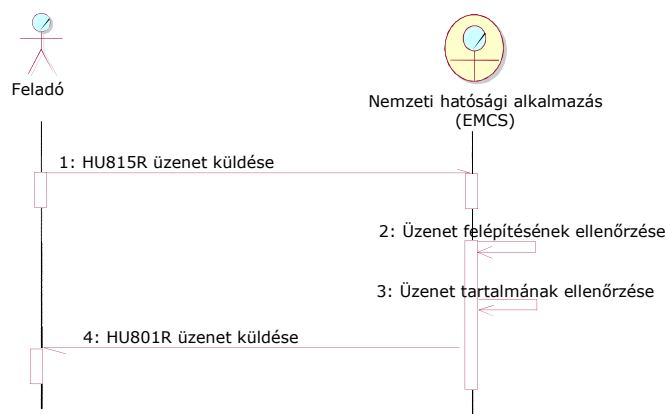 Feladó
Nemzeti hatósági alkalmazás
(EMCS)
1: HU815R üzenet küldése
2: Üzenet felépítésének ellenőrzése
3: Üzenet tartalmának ellenőrzése
4: HU801R üzenet küldése